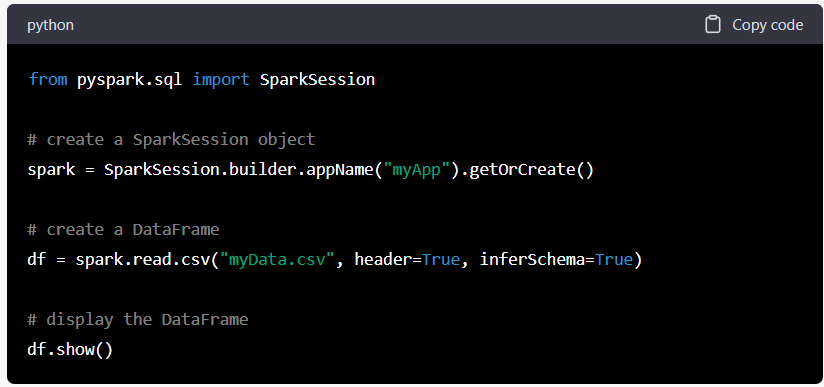 python
Copy code
from pyspark.sql import SparkSession
# create a SparkSession object
spark = SparkSession.builder.appName("myApp").getOrCreate()
# create a DataFrame
df = spark.read.csv("myData.csv", header=True, inferSchema=True)
# display the DataFrame
df.show()